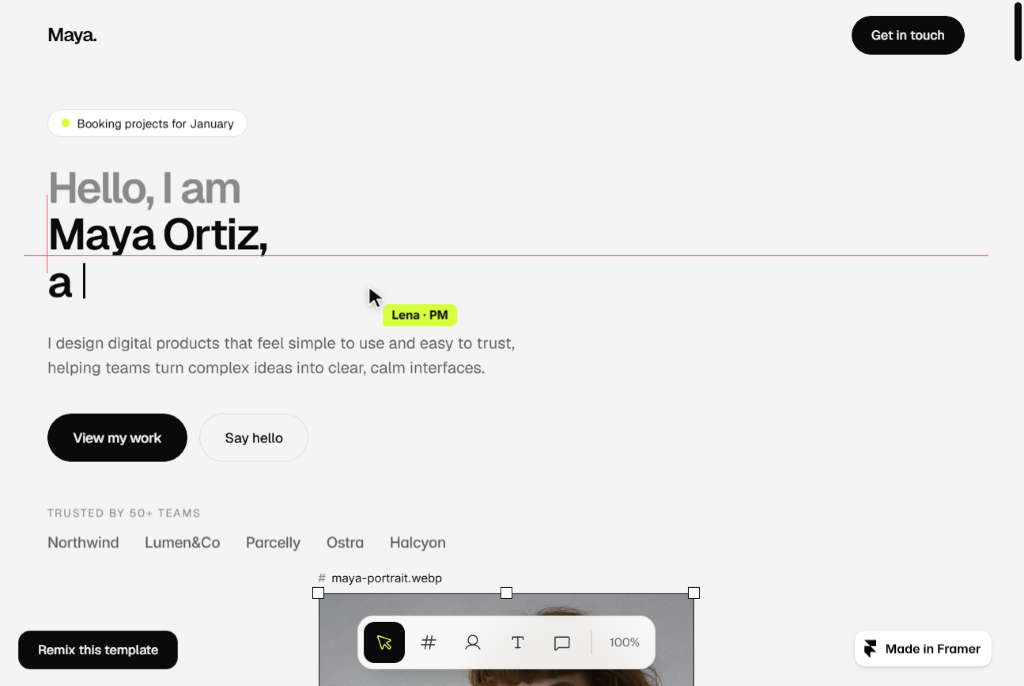 Maya.
Get in touch
Booking projects for January
Hello, I am
Maya Ortiz,
a
Lena · PM
I design digital products that feel simple to use and easy to trust,
helping teams turn complex ideas into clear, calm interfaces.
View my work
Say hello
TRUSTED BY 50+ TEAMS
Northwind
Lumen&Co
Parcelly
Ostra
Halcyon
# maya-portrait.webp
T
100%
Remix this template
Made in Framer